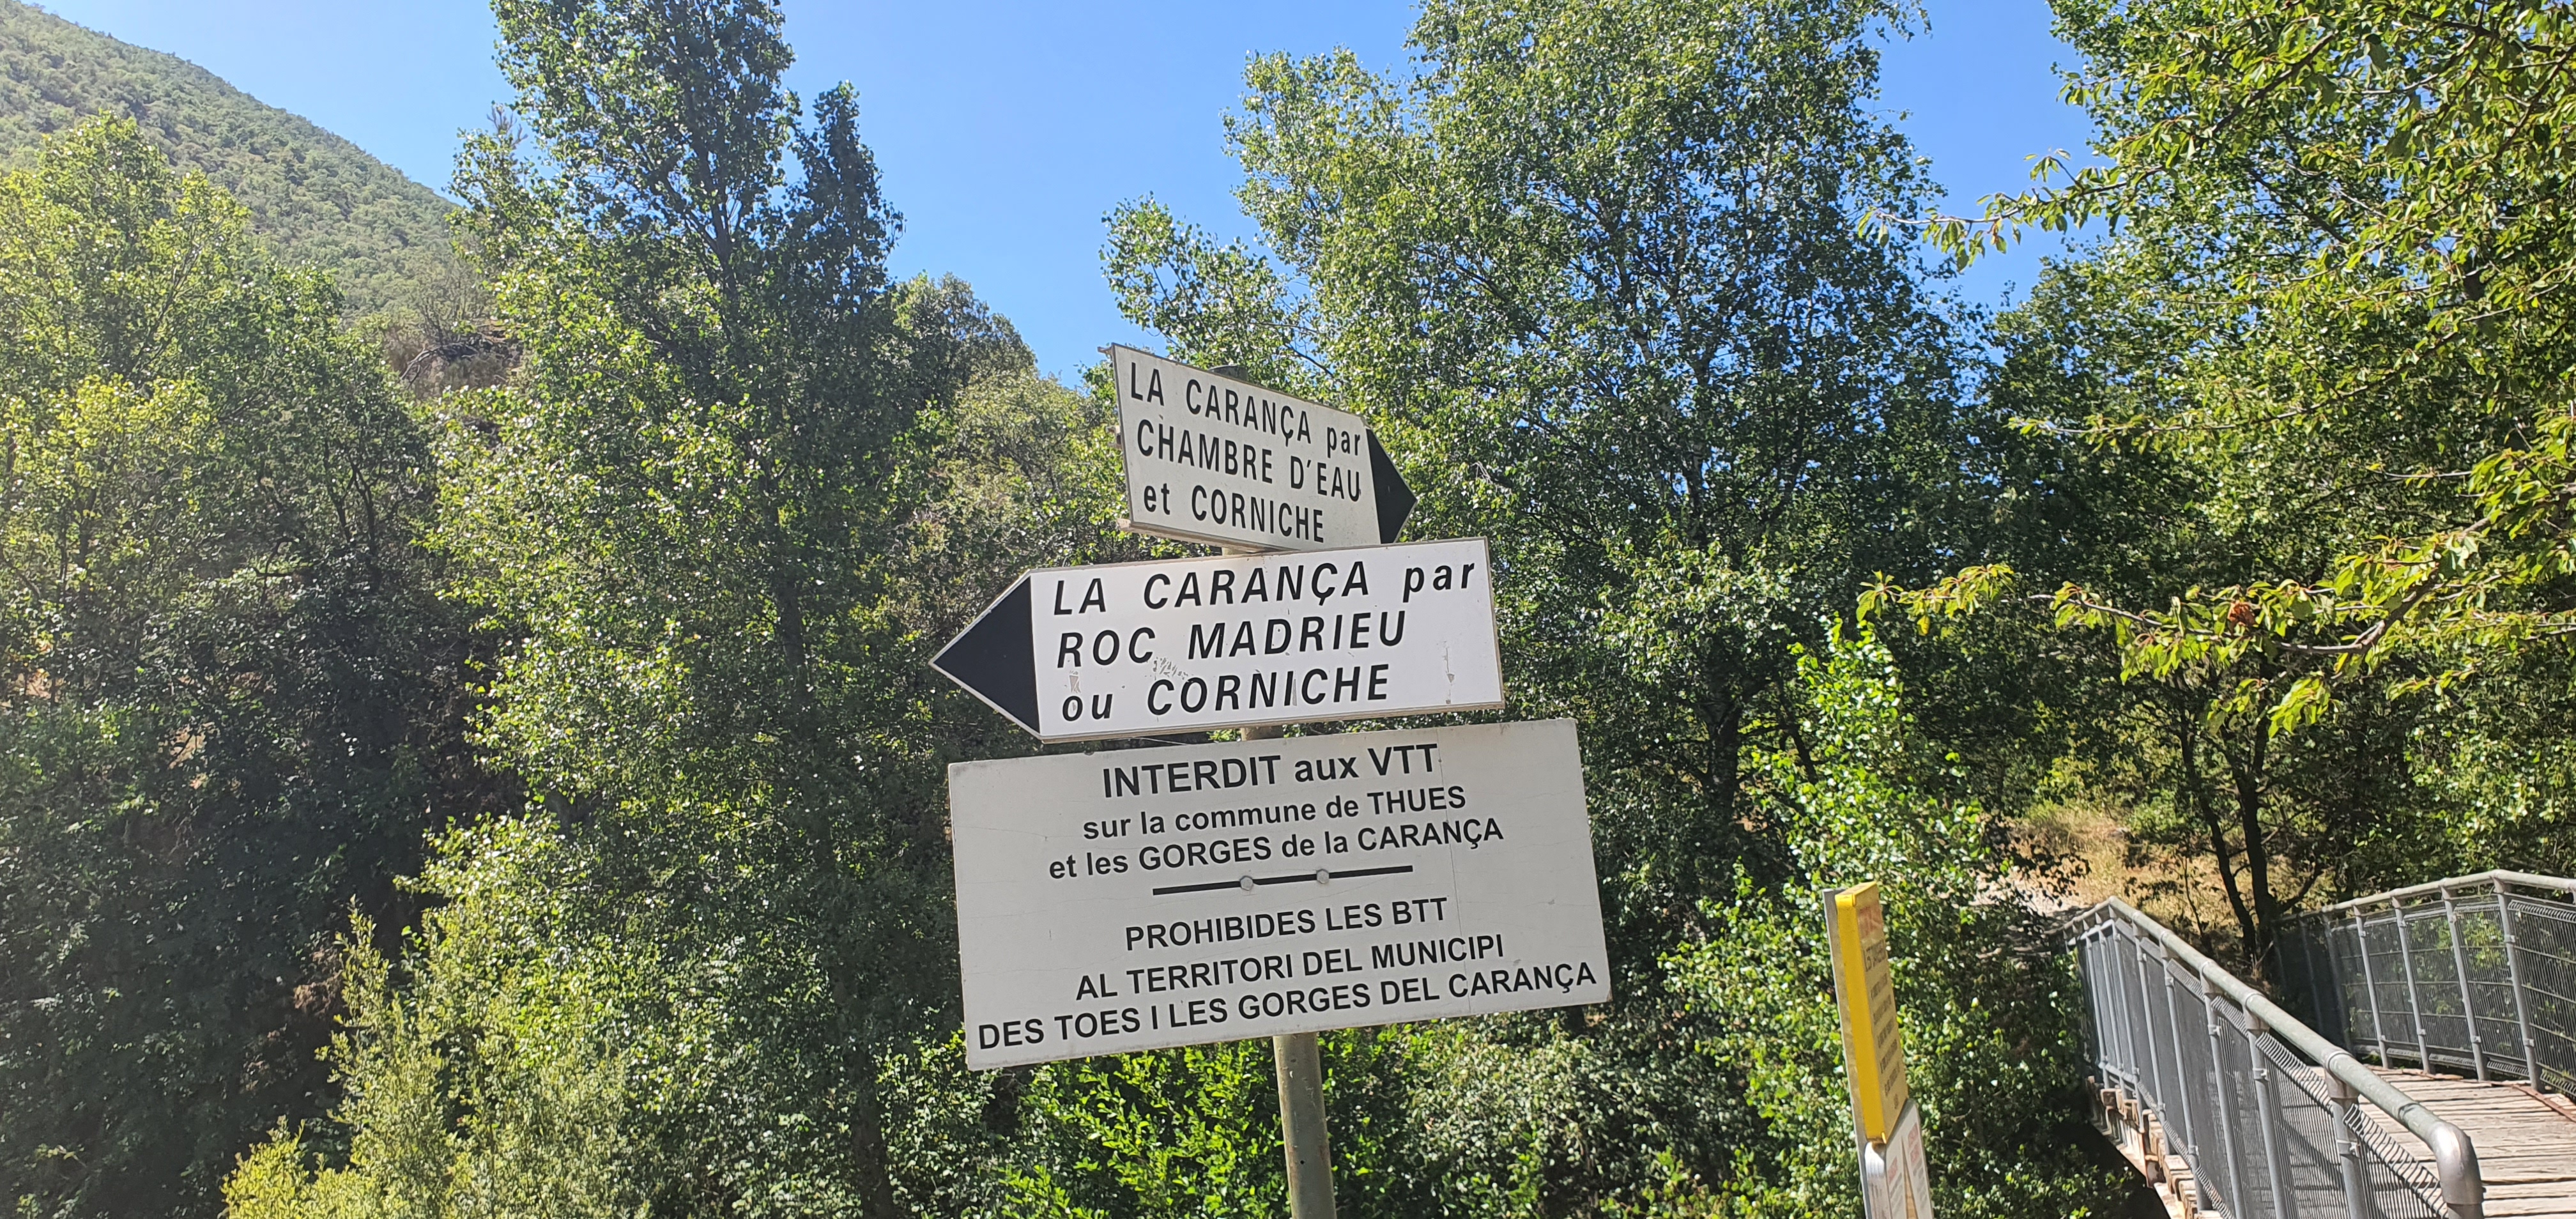 LA CARANÇA par
CHAMBRE D'EAU
et CORNICHE
LA CARANÇA par
ROC MADRIEU
ou CORNICHE
INTERDIT aux VTT
sur la commune de THUES
et les GORGES de la CARANÇA
PROHIBIDES LES BTT
AL TERRITORI DEL MUNICIPI
DES TOES I LES GORGES DEL CARANÇA